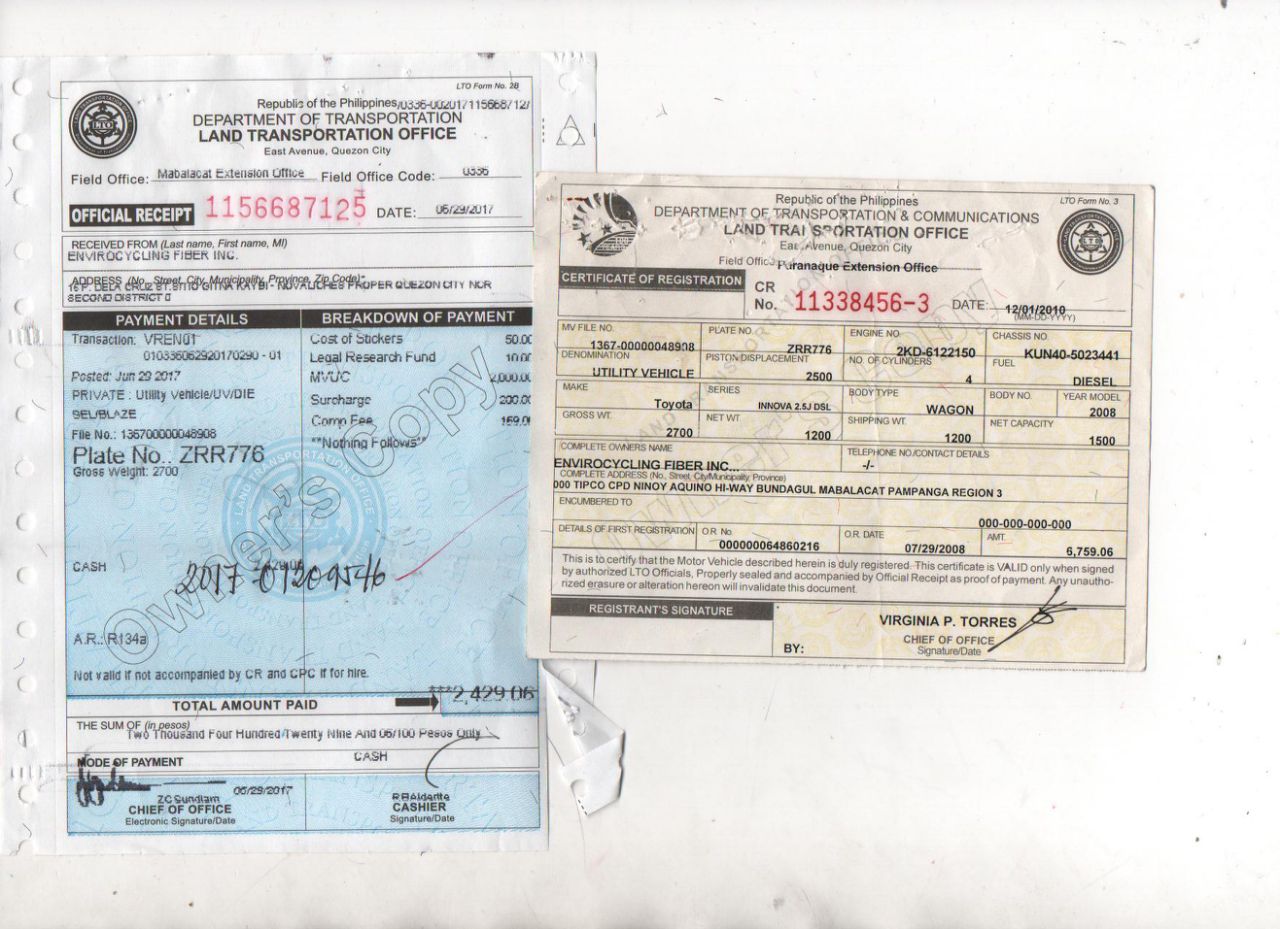 LTO Form No. 2B
Republic of the Philippines
DEPARTMENT OF TRANSPORTATION
LAND TRANSPORTATION OFFICE
East Avenue, Quezon City
Field Office: Mabalacat Extension Office Field Office Code: 0336
OFFICIAL RECEIPT 1156687125 DATE: 06/29/2017
RECEIVED FROM (Last name, First name, MI)
ENVIROCYCLING FIBER INC.
ADDRESS (No., Street, City, Municipality, Province, Zip Code)
DELA CRUZ ST. SITIO GITNA KAYBI - NOVALICHES PROPER QUEZON CITY NCR
SECOND DISTRICT 0
PAYMENT DETAILS BREAKDOWN OF PAYMENT
Transaction: VREN01 Cost of Stickers 50.00
010336062920170290 - 01 Legal Research Fund 10.00
Posted: Jun 29 2017 MVUC 2,000.00
PRIVATE : Utility Vehicle/UV/DIE Surcharge 200.00
SEL/BLAZE Comp Fee 169.06
File No.: 136700000048908 **Nothing Follows**
Plate No.: ZRR776
Gross Weight: 2700
Owner's Copy
LAND TRANSPORTATION OFFICE
CASH 2,429.06
2017 01209546
A.R.: R134a
Not valid if not accompanied by CR and CPC if for hire.
TOTAL AMOUNT PAID ***2,429.06
THE SUM OF (in pesos)
Two Thousand Four Hundred Twenty Nine And 06/100 Pesos Only
MODE OF PAYMENT CASH
06/29/2017
CHIEF OF OFFICE
Electronic Signature/Date
CASHIER
Signature/Date
LTO Form No. 3
Republic of the Philippines
DEPARTMENT OF TRANSPORTATION & COMMUNICATIONS
LAND TRANSPORTATION OFFICE
East Avenue, Quezon City
Field Office Paranaque Extension Office
CERTIFICATE OF REGISTRATION
CR
No. 11338456-3 DATE: 12/01/2010
(MM-DD-YYYY)
MV FILE NO. PLATE NO. ENGINE NO. CHASSIS NO.
1367-00000048908 ZRR776 2KD-6122150 KUN40-5023441
DENOMINATION PISTON DISPLACEMENT NO. OF CYLINDERS FUEL
UTILITY VEHICLE 2500 4 DIESEL
MAKE SERIES BODY TYPE BODY NO. YEAR MODEL
Toyota INNOVA 2.5J DSL WAGON 2008
GROSS WT. NET WT. SHIPPING WT. NET CAPACITY
2700 1200 1200 1500
COMPLETE OWNERS NAME TELEPHONE NO./CONTACT DETAILS
ENVIROCYCLING FIBER INC... -/-
COMPLETE ADDRESS (No., Street, City/Municipality, Province)
000 TIPCO CPD NINOY AQUINO HI-WAY BUNDAGUL MABALACAT PAMPANGA REGION 3
ENCUMBERED TO
000-000-000-000
DETAILS OF FIRST REGISTRATION O.R. No. O.R. DATE AMT.
000000064860216 07/29/2008 6,759.06
This is to certify that the Motor Vehicle described herein is duly registered. This certificate is VALID only when signed
by authorized LTO Officials, Properly sealed and accompanied by Official Receipt as proof of payment. Any unautho-
rized erasure or alteration hereon will invalidate this document.
REGISTRANT'S SIGNATURE
VIRGINIA P. TORRES
CHIEF OF OFFICE
BY: Signature/Date